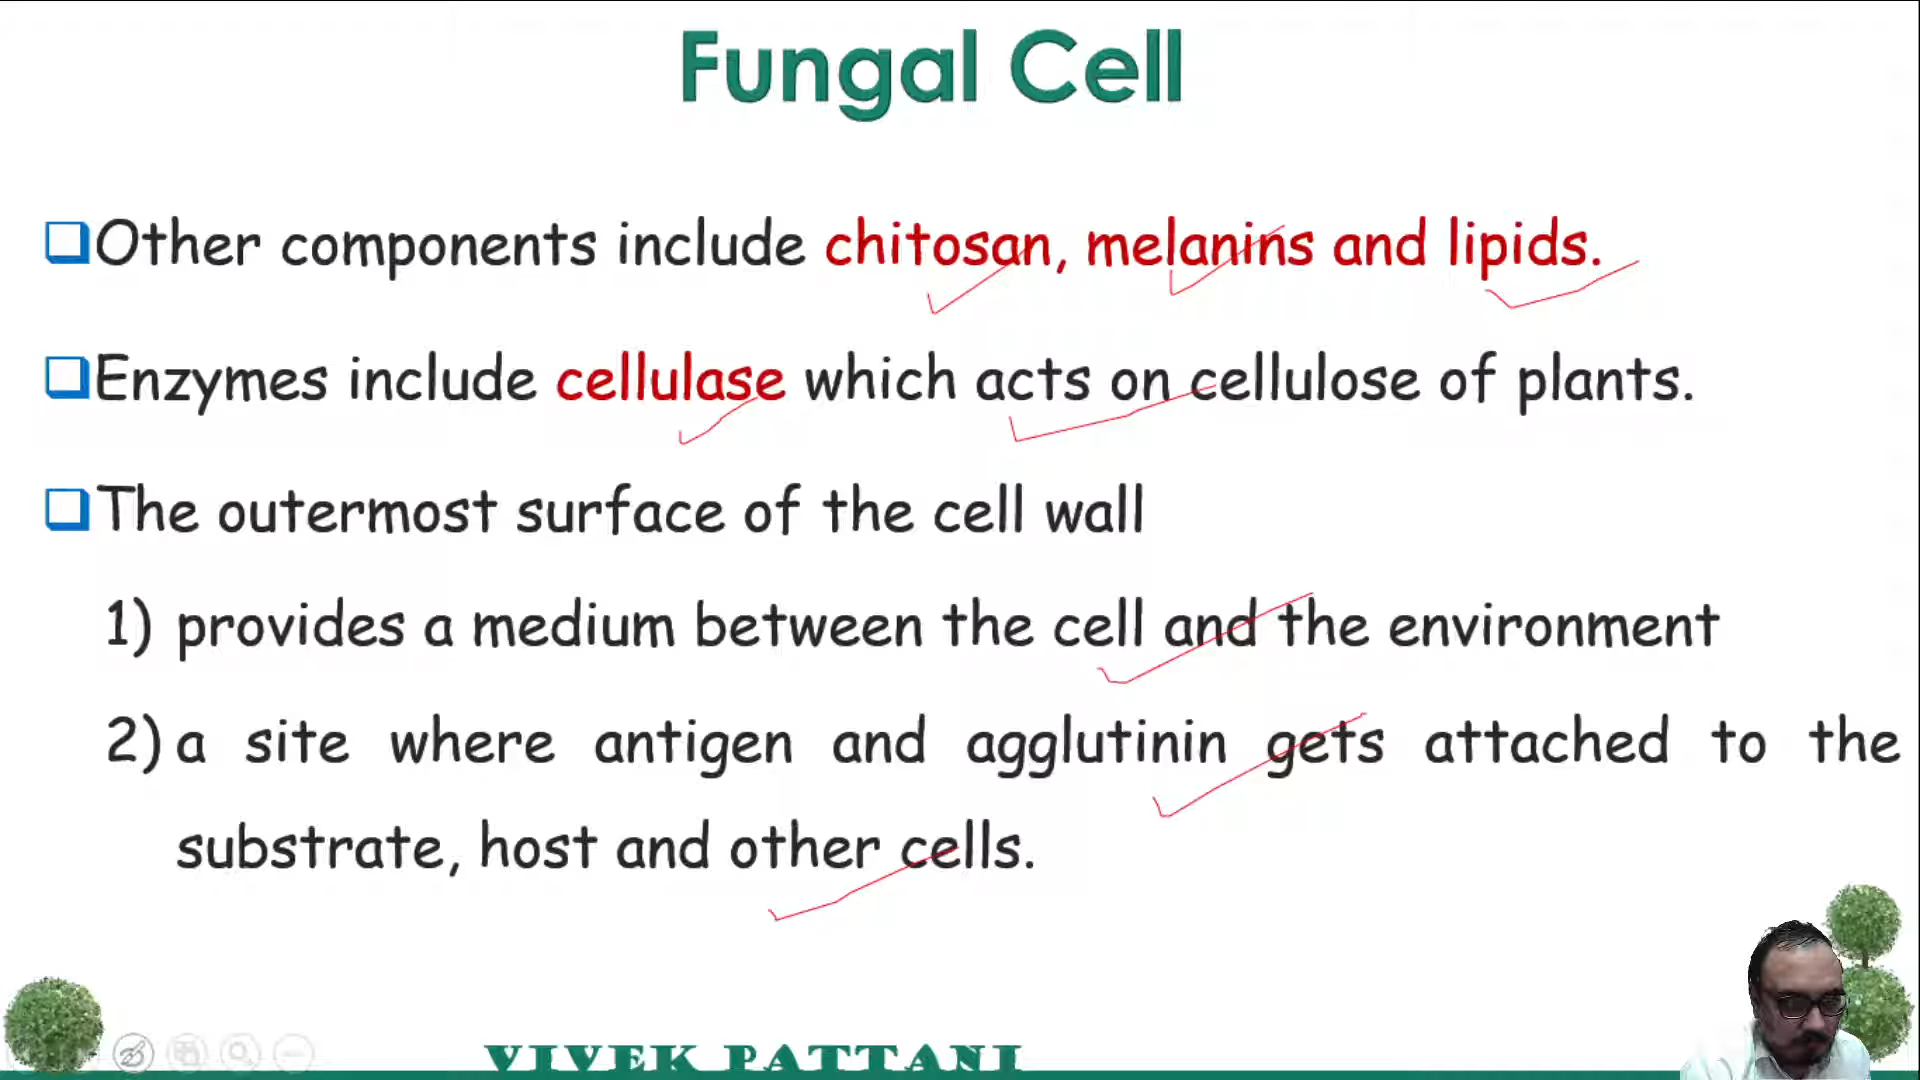 Fungal Cell
Other components include chitosan, melanins and lipids.
Enzymes include cellulase which acts on cellulose of plants.
The outermost surface of the cell wall
1) provides a medium between the cell and the environment
2) a site where antigen and agglutinin gets attached to the
substrate, host and other cells.
VIVEK PATTANI